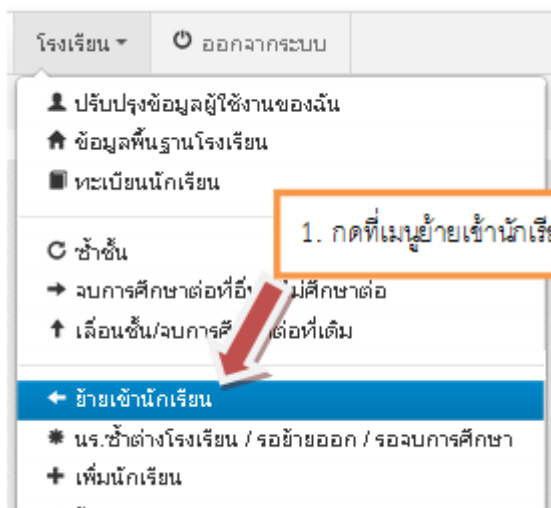 โรงเรียน
ออกจากระบบ
ปรับปรุงข้อมูลผู้ใช้งานของฉัน
ข้อมูลพื้นฐานโรงเรียน
ทะเบียนนักเรียน
1. กดที่เมนูย้ายเข้านักเรี
ซ้ำชั้น
จบการศึกษาต่อที่อื่น ไม่ศึกษาต่อ
เลื่อนชั้น/จบการศึ ต่อที่เดิม
ย้ายเข้านักเรียน
นร.ซ้ำต่างโรงเรียน / รอย้ายออก / รอจบการศึกษา
เพิ่มนักเรียน